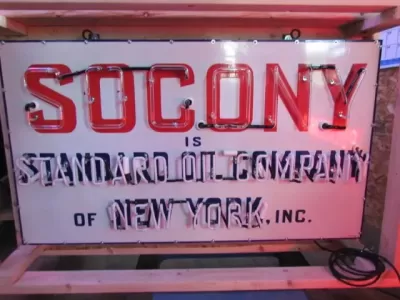 SOCONY
IS
STANDARD OIL COMPANY
OF NEW YORK, INC.